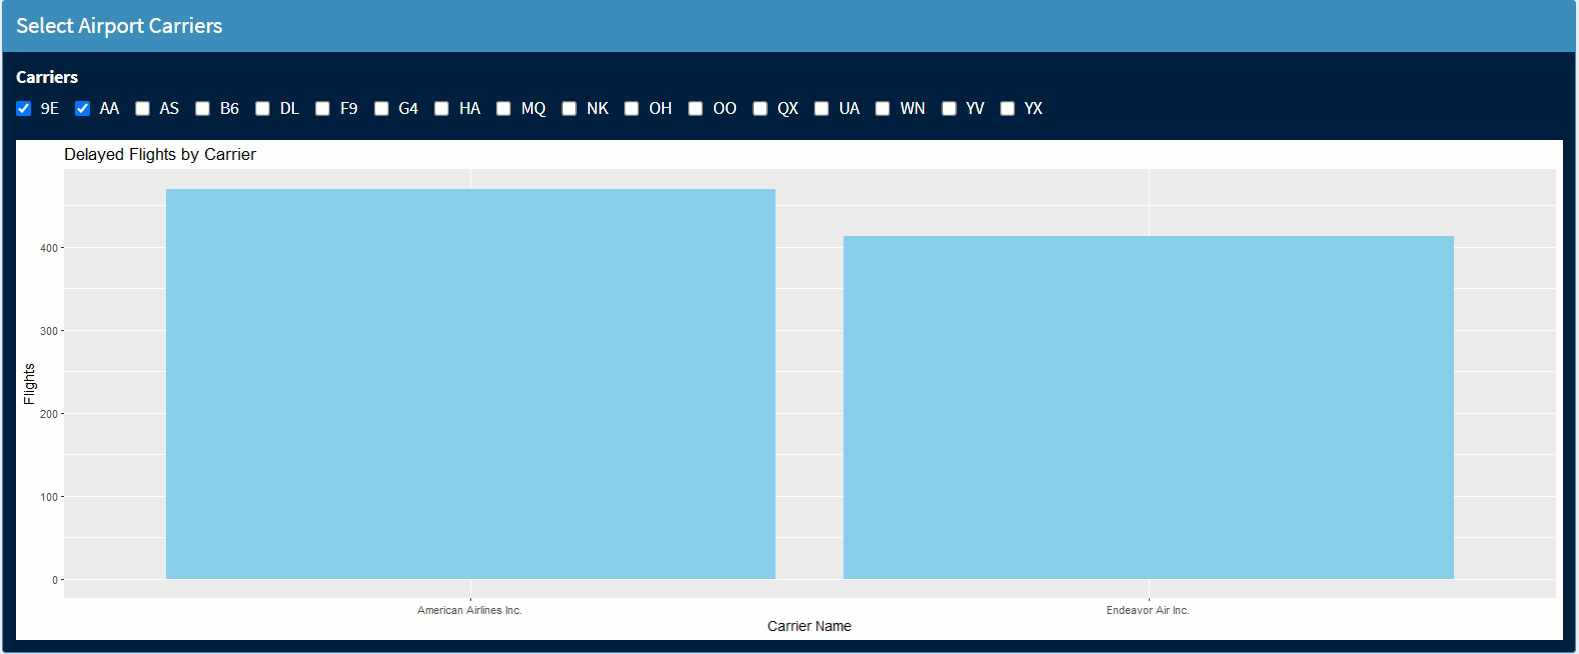 Select Airport Carriers
Carriers
9E AA AS B6 DL F9 G4 HA MQ NK OH OO QX UA WN YV YX
Delayed Flights by Carrier
400
300
200
100
0
Flights
American Airlines Inc. Endeavor Air Inc.
Carrier Name